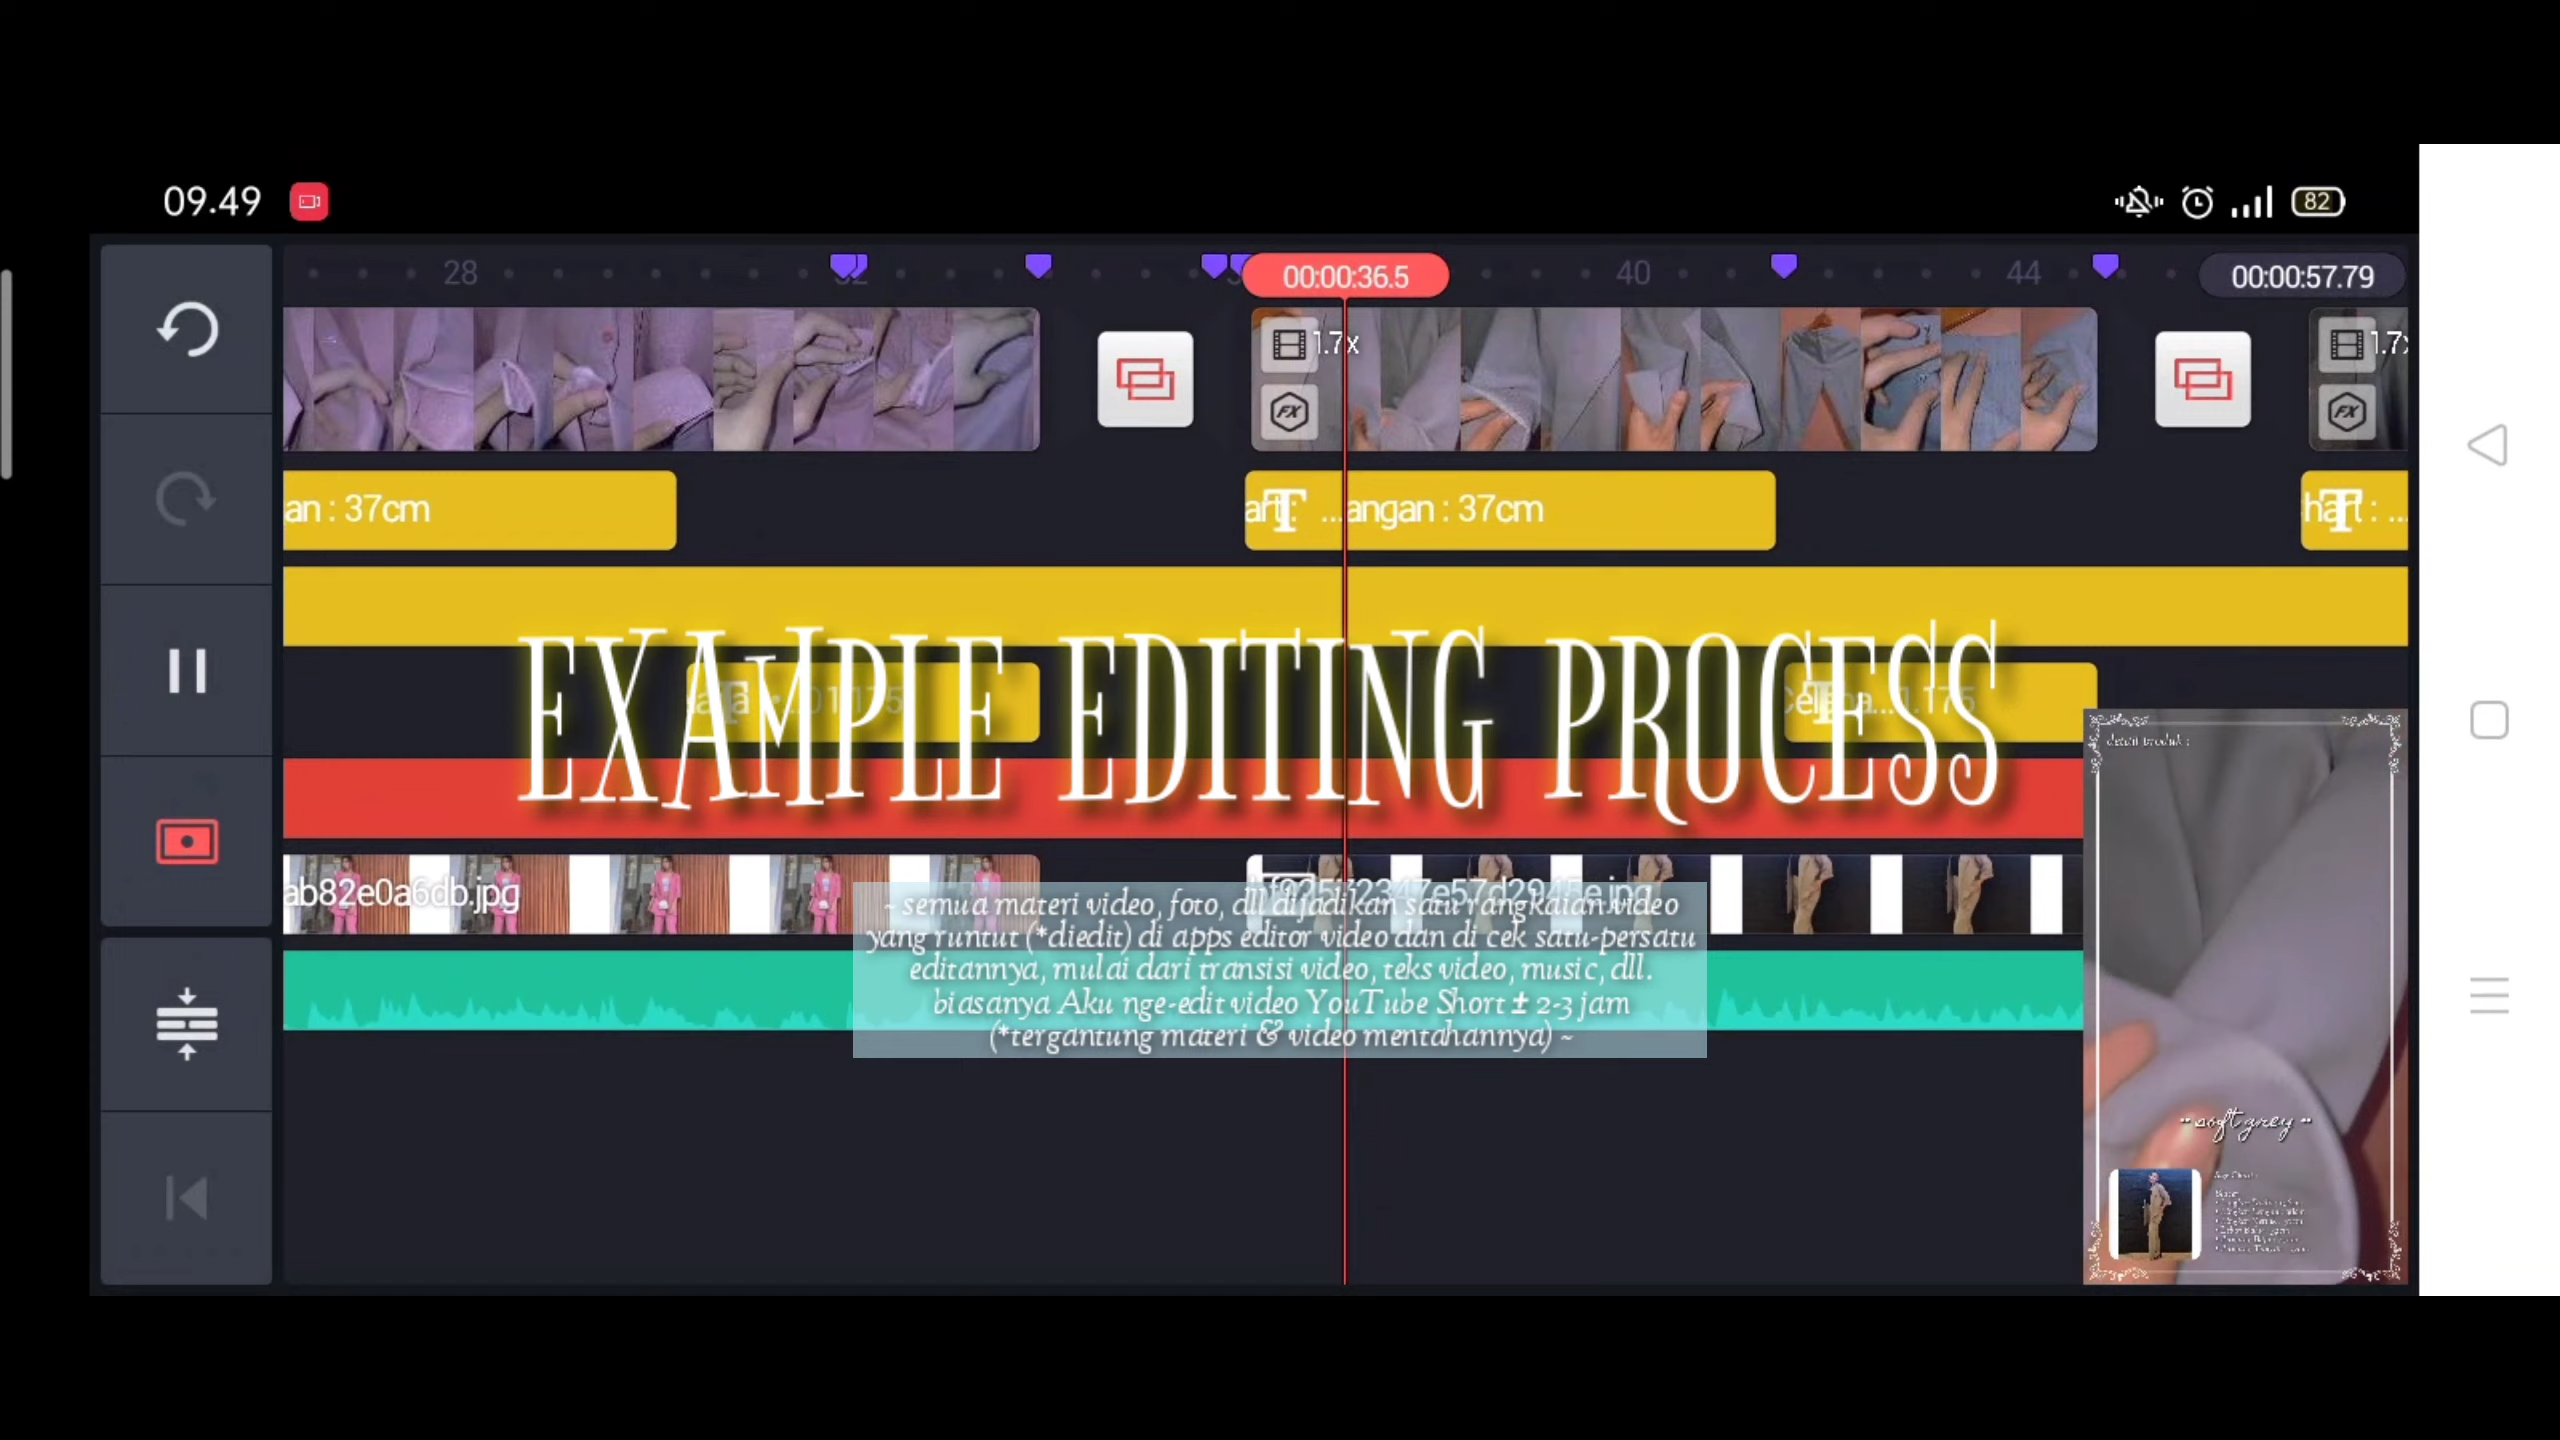 09.49
82
28
32
00:00:36.5
40
44
00:00:57.79
1.7x
FX
FX
an : 37cm
...angan : 37cm
EXAMPLE EDITING PROCESS
ab82e0a6db.jpg
~ semua materi video, foto, dll dijadikan satu rangkaian video
yang runtut (*diedit) di apps editor video dan di cek satu-persatu
editannya, mulai dari transisi video, teks video, music, dll.
biasanya Aku nge-edit video YouTube Short ± 2-3 jam
(*tergantung materi & video mentahannya) ~
detail produk :
" soft grey "